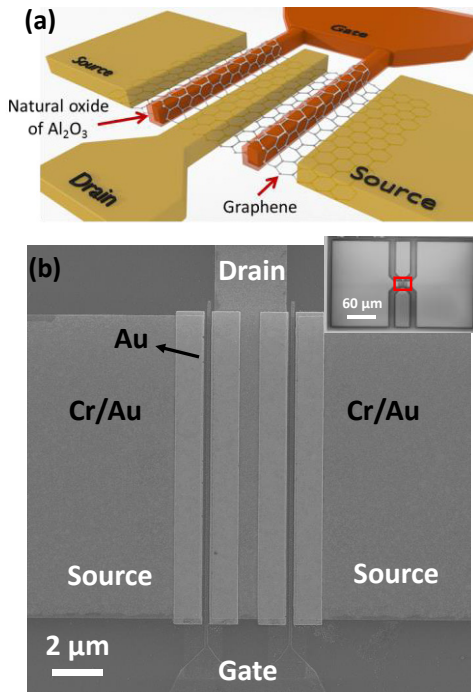 (a)
Gate
Source
Natural oxide
of Al₂O₃
Drain
Source
Graphene
(b)
Drain
60 μm
Au
Cr/Au
Cr/Au
Source
Source
2 μm
Gate